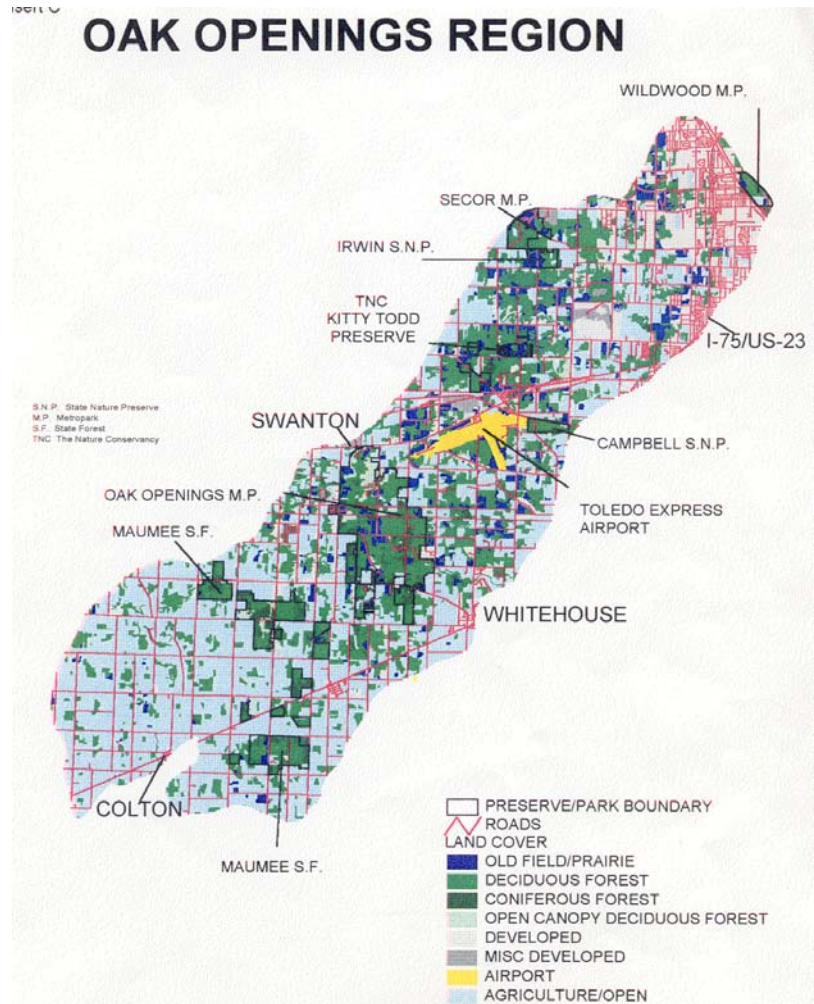 OAK OPENINGS REGION
WILDWOOD M.P.
SECOR M.P.
IRWIN S.N.P.
TNC
KITTY TODD
PRESERVE
I-75/US-23
S.N.P. State Nature Preserve
M.P. Metropark
S.F. State Forest
TNC The Nature Conservancy
SWANTON
CAMPBELL S.N.P.
OAK OPENINGS M.P.
TOLEDO EXPRESS
AIRPORT
MAUMEE S.F.
WHITEHOUSE
COLTON
MAUMEE S.F.
PRESERVE/PARK BOUNDARY
ROADS
LAND COVER
OLD FIELD/PRAIRIE
DECIDUOUS FOREST
CONIFEROUS FOREST
OPEN CANOPY DECIDUOUS FOREST
DEVELOPED
MISC DEVELOPED
AIRPORT
AGRICULTURE/OPEN